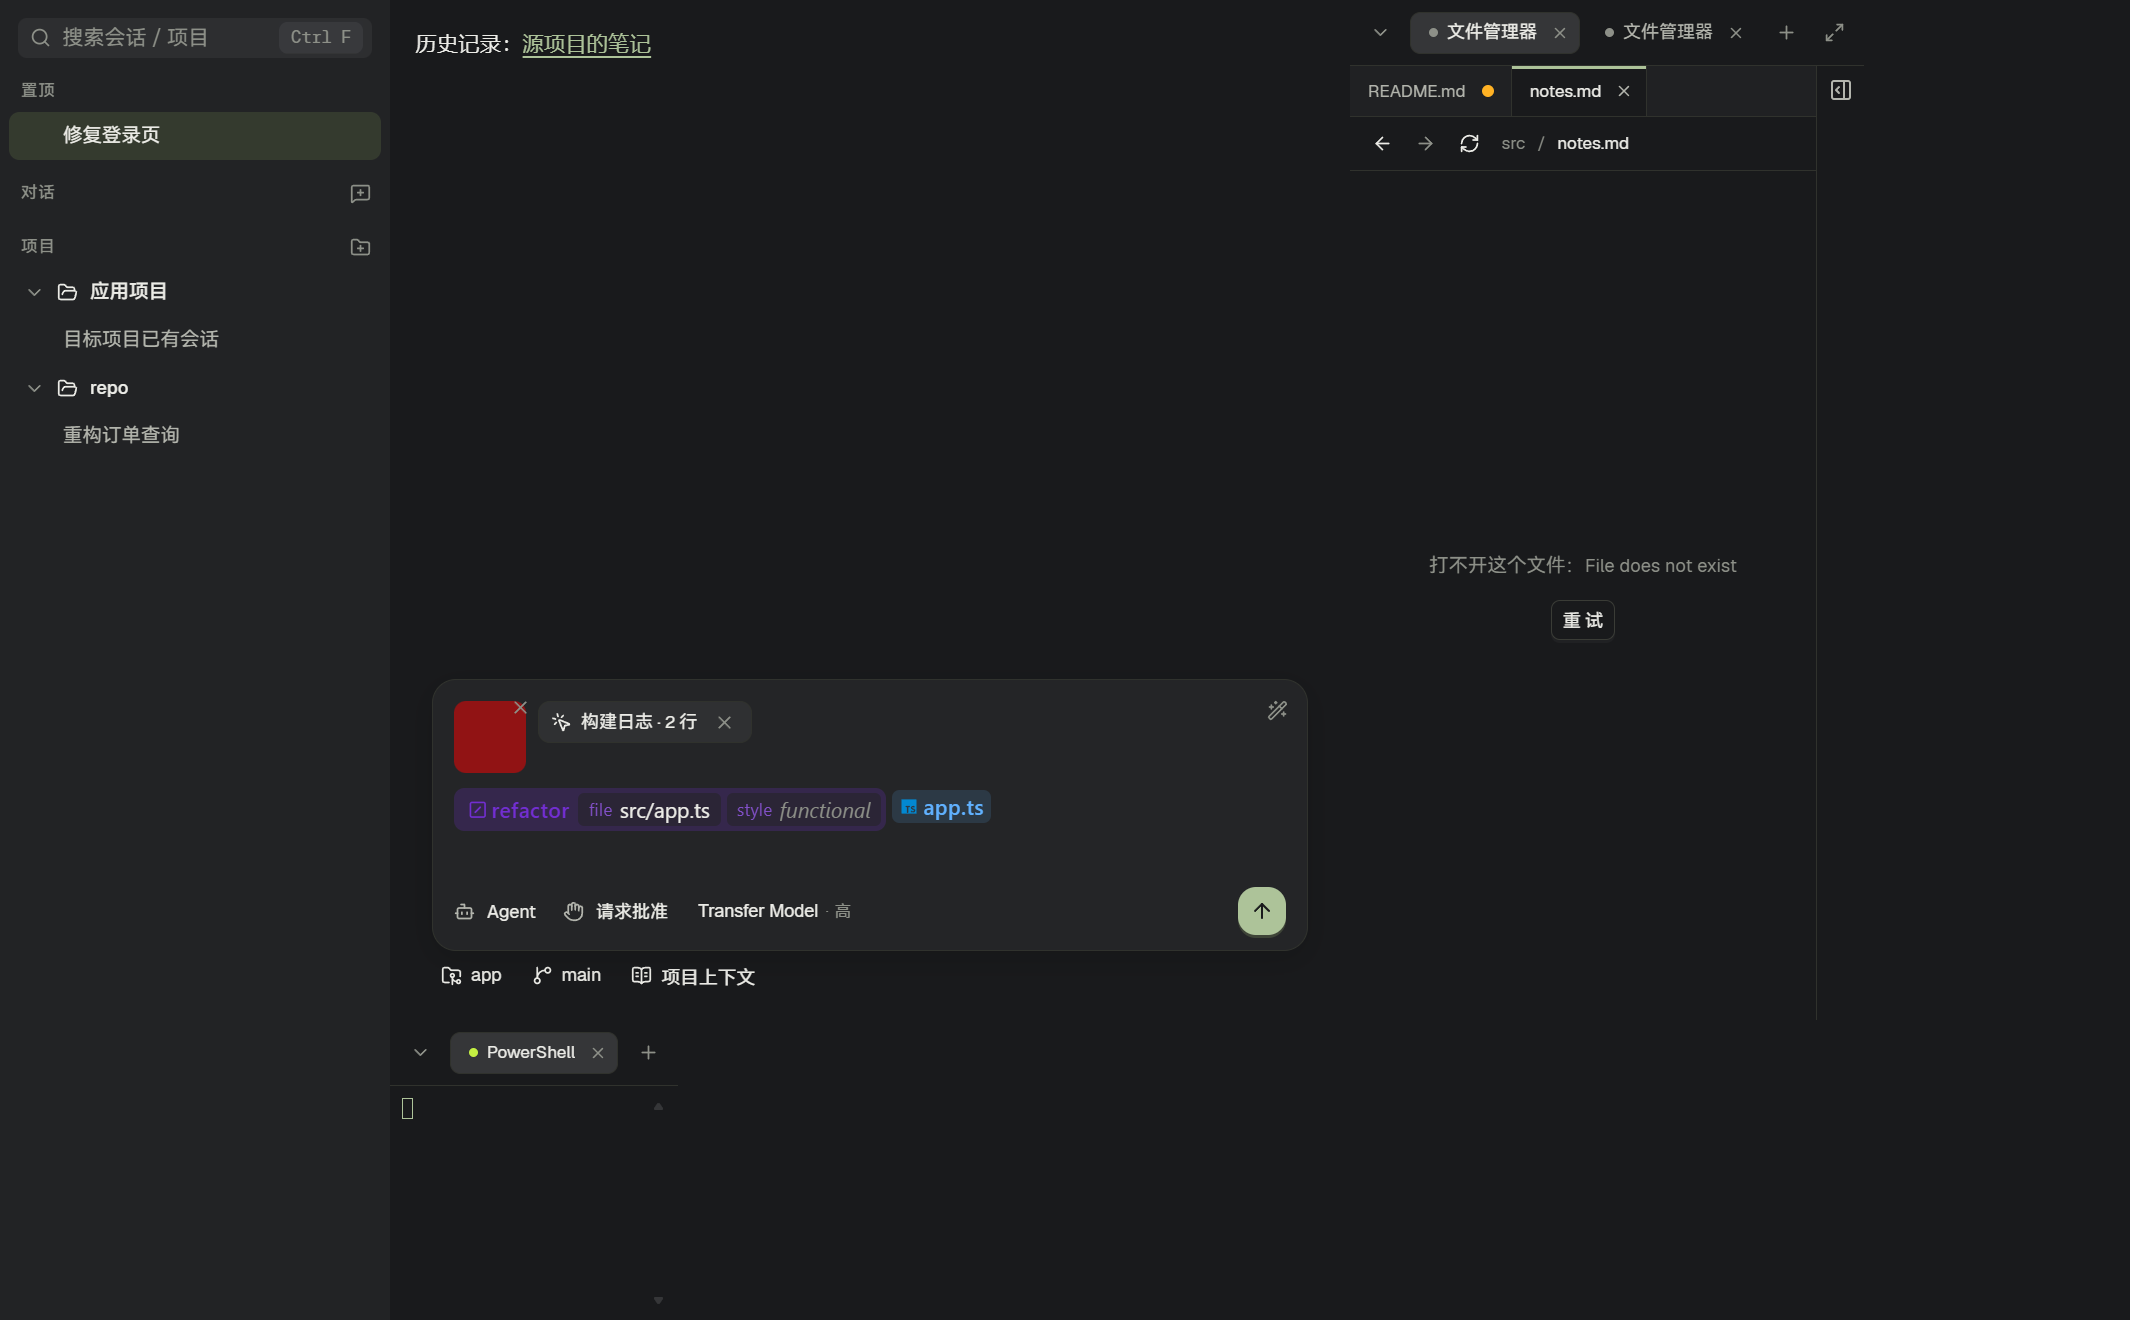 搜索会话 / 项目 Ctrl F
置顶
修复登录页
对话
项目
应用项目
目标项目已有会话
repo
重构订单查询
历史记录：源项目的笔记
构建日志 · 2 行
refactor file src/app.ts style functional app.ts
Agent 请求批准 Transfer Model · 高
app main 项目上下文
PowerShell
文件管理器 文件管理器
README.md notes.md
src / notes.md
打不开这个文件：File does not exist
重 试